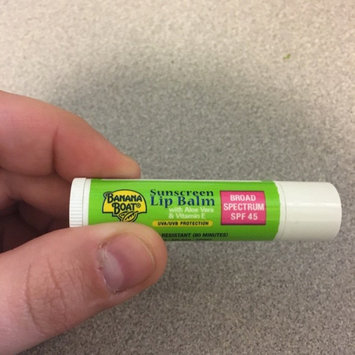 BANANA
BOAT®
Sunscreen
Lip Balm
with Aloe Vera
& Vitamin E
UVA/UVB PROTECTION
BROAD
SPECTRUM
SPF 45
RESISTANT (80 MINUTES)